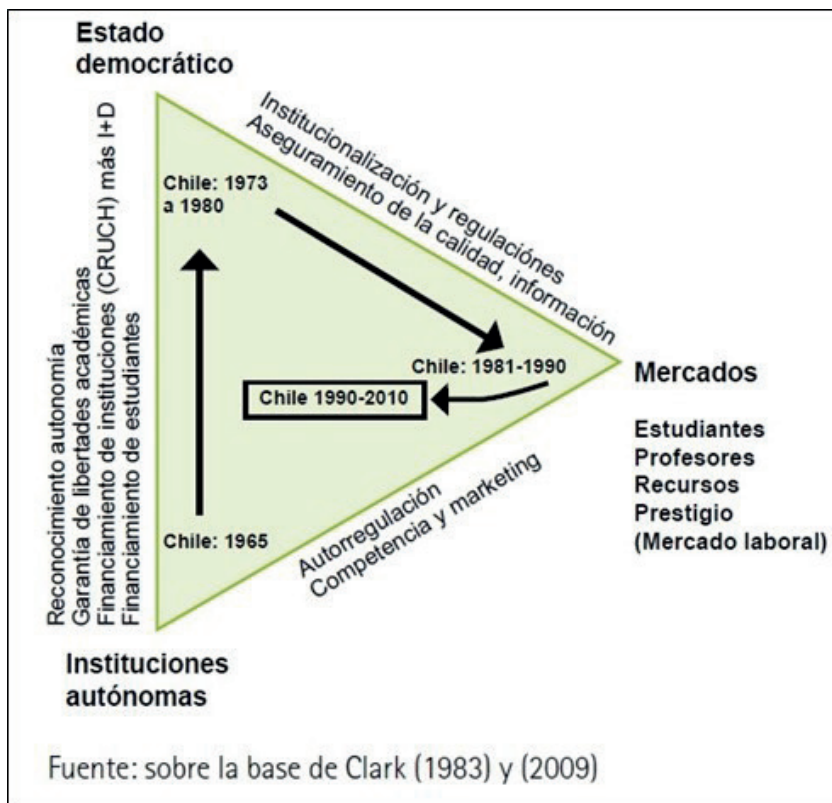 Estado
democrático
Institucionalización y regulaciónes
Aseguramiento de la calidad, información
Reconocimiento autonomía
Garantía de libertades académicas
Financiamiento de instituciones (CRUCH) más I+D
Financiamiento de estudiantes
Chile: 1973
a 1980
Chile: 1981-1990
Chile 1990-2010
Chile: 1965
Mercados
Estudiantes
Profesores
Recursos
Prestigio
(Mercado laboral)
Autorregulación
Competencia y marketing
Instituciones
autónomas
Fuente: sobre la base de Clark (1983) y (2009)